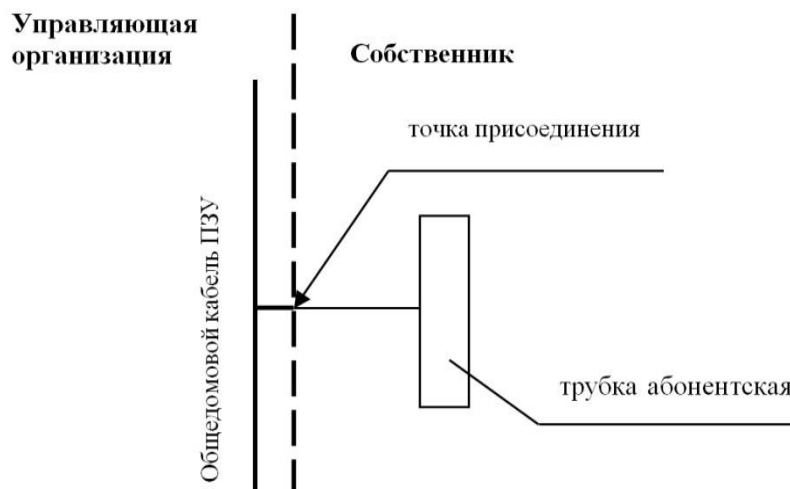 Управляющая
организация
Собственник
точка присоединения
Общедомовой кабель ПЗУ
трубка абонентская